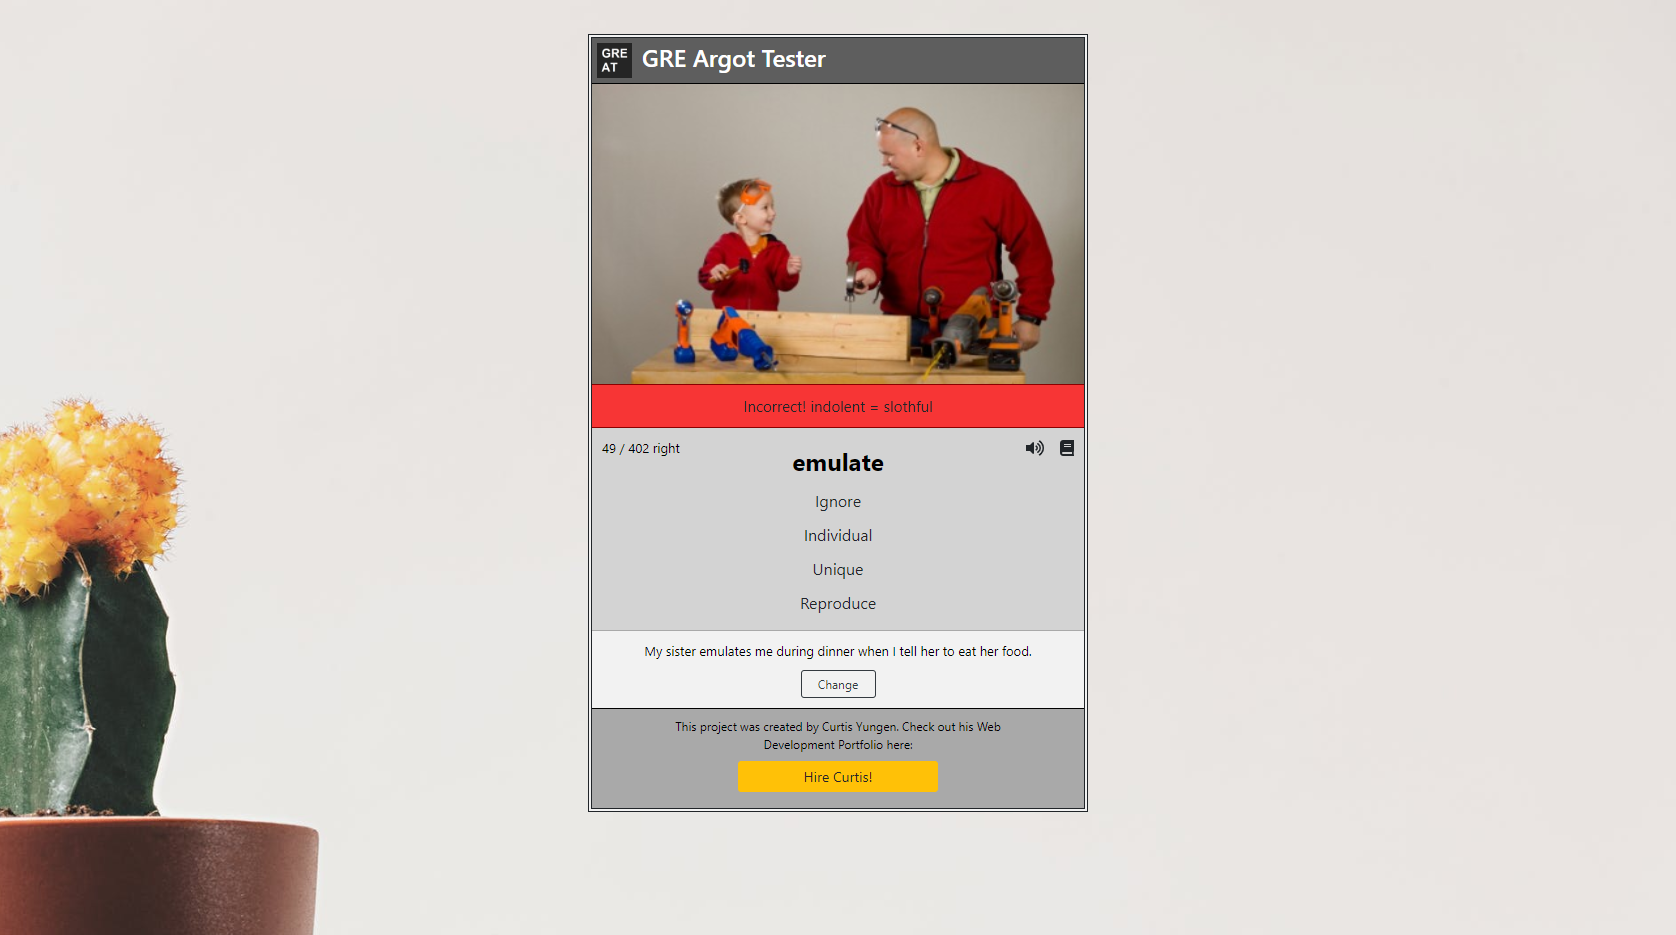 GRE
AT
GRE Argot Tester
Incorrect! indolent = slothful
49 / 402 right
emulate
Ignore
Individual
Unique
Reproduce
My sister emulates me during dinner when I tell her to eat her food.
Change
This project was created by Curtis Yungen. Check out his Web
Development Portfolio here:
Hire Curtis!